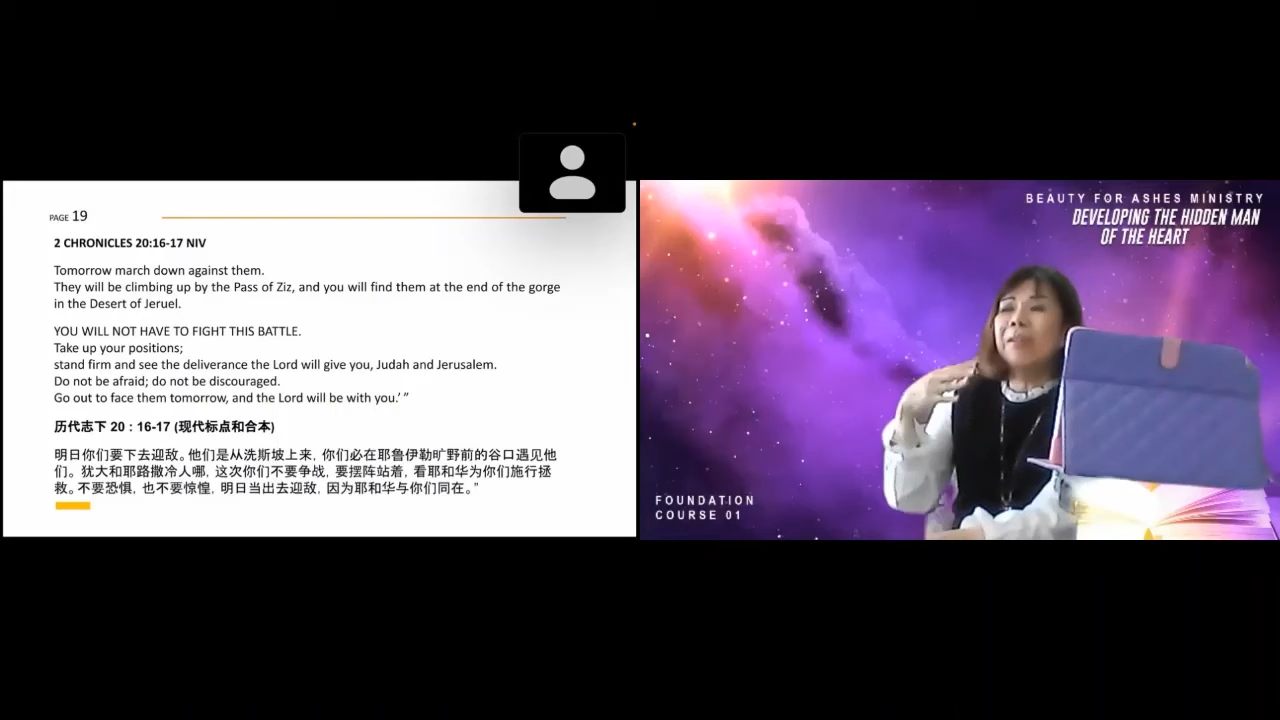 PAGE 19
2 CHRONICLES 20:16-17 NIV
Tomorrow march down against them.
They will be climbing up by the Pass of Ziz, and you will find them at the end of the gorge
in the Desert of Jeruel.
YOU WILL NOT HAVE TO FIGHT THIS BATTLE.
Take up your positions;
stand firm and see the deliverance the Lord will give you, Judah and Jerusalem.
Do not be afraid; do not be discouraged.
Go out to face them tomorrow, and the Lord will be with you.’ ”
历代志下 20 : 16-17 (现代标点和合本)
明日你们要下去迎敌。他们是从洗斯坡上来, 你们必在耶鲁伊勒旷野前的谷口遇见他
们。犹大和耶路撒冷人哪, 这次你们不要争战, 要摆阵站着, 看耶和华为你们施行拯
救。不要恐惧, 也不要惊惶, 明日当出去迎敌, 因为耶和华与你们同在。”
BEAUTY FOR ASHES MINISTRY
DEVELOPING THE HIDDEN MAN
OF THE HEART
FOUNDATION
COURSE 01